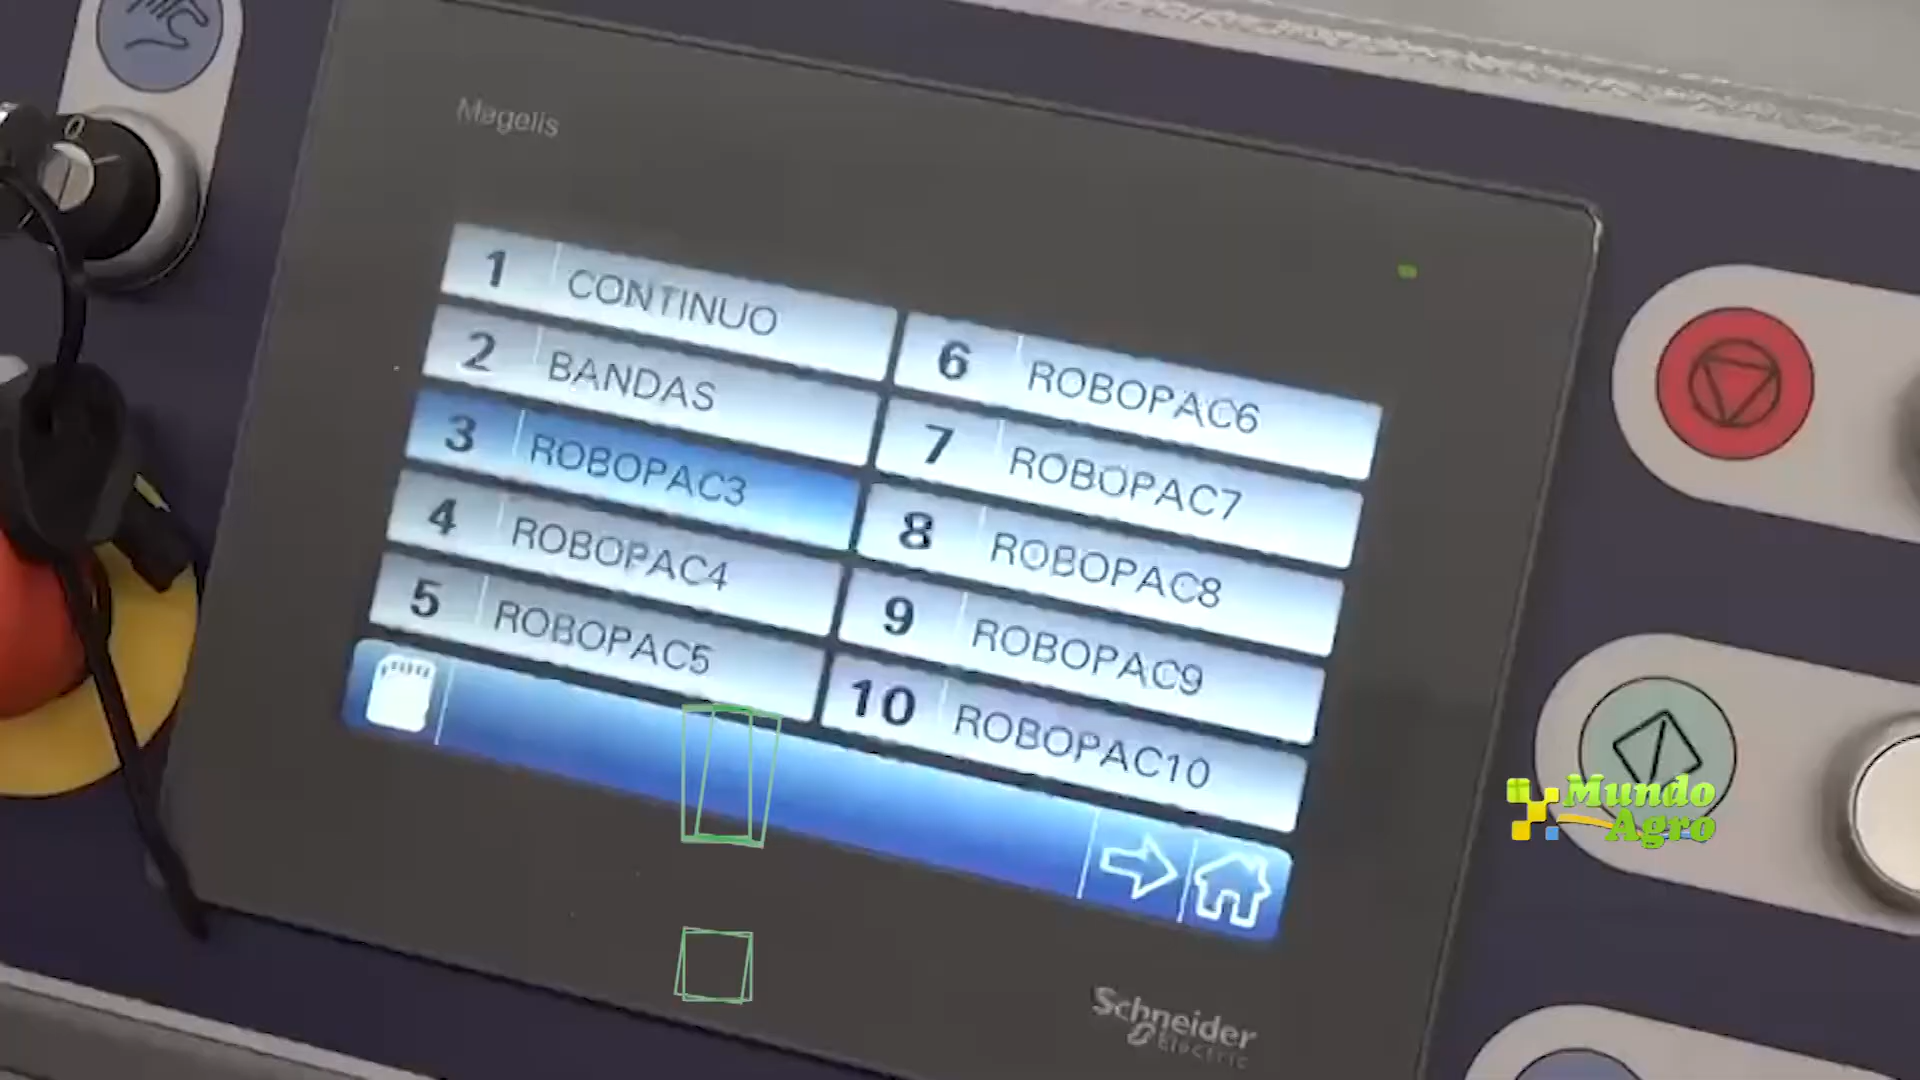 0
Magelis
1 CONTINUO
2 BANDAS
3 ROBOPAC3
4 ROBOPAC4
5 ROBOPAC5
6 ROBOPAC6
7 ROBOPAC7
8 ROBOPAC8
9 ROBOPAC9
10 ROBOPAC10
Schneider
Electric
Mundo
Agro